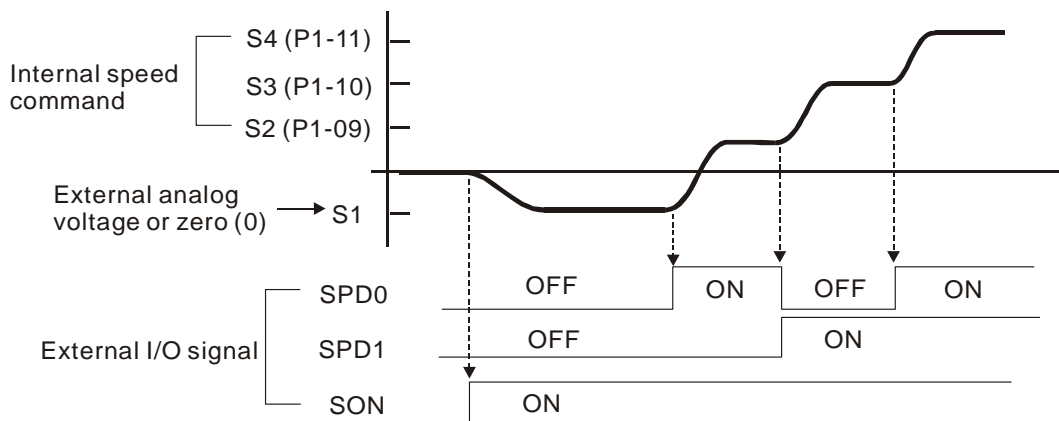 S4 (P1-11)
Internal speed
command
S3 (P1-10)
S2 (P1-09)
External analog
voltage or zero (0)
S1
External I/O signal
SPD0
OFF
ON
OFF
ON
SPD1
OFF
ON
SON
ON